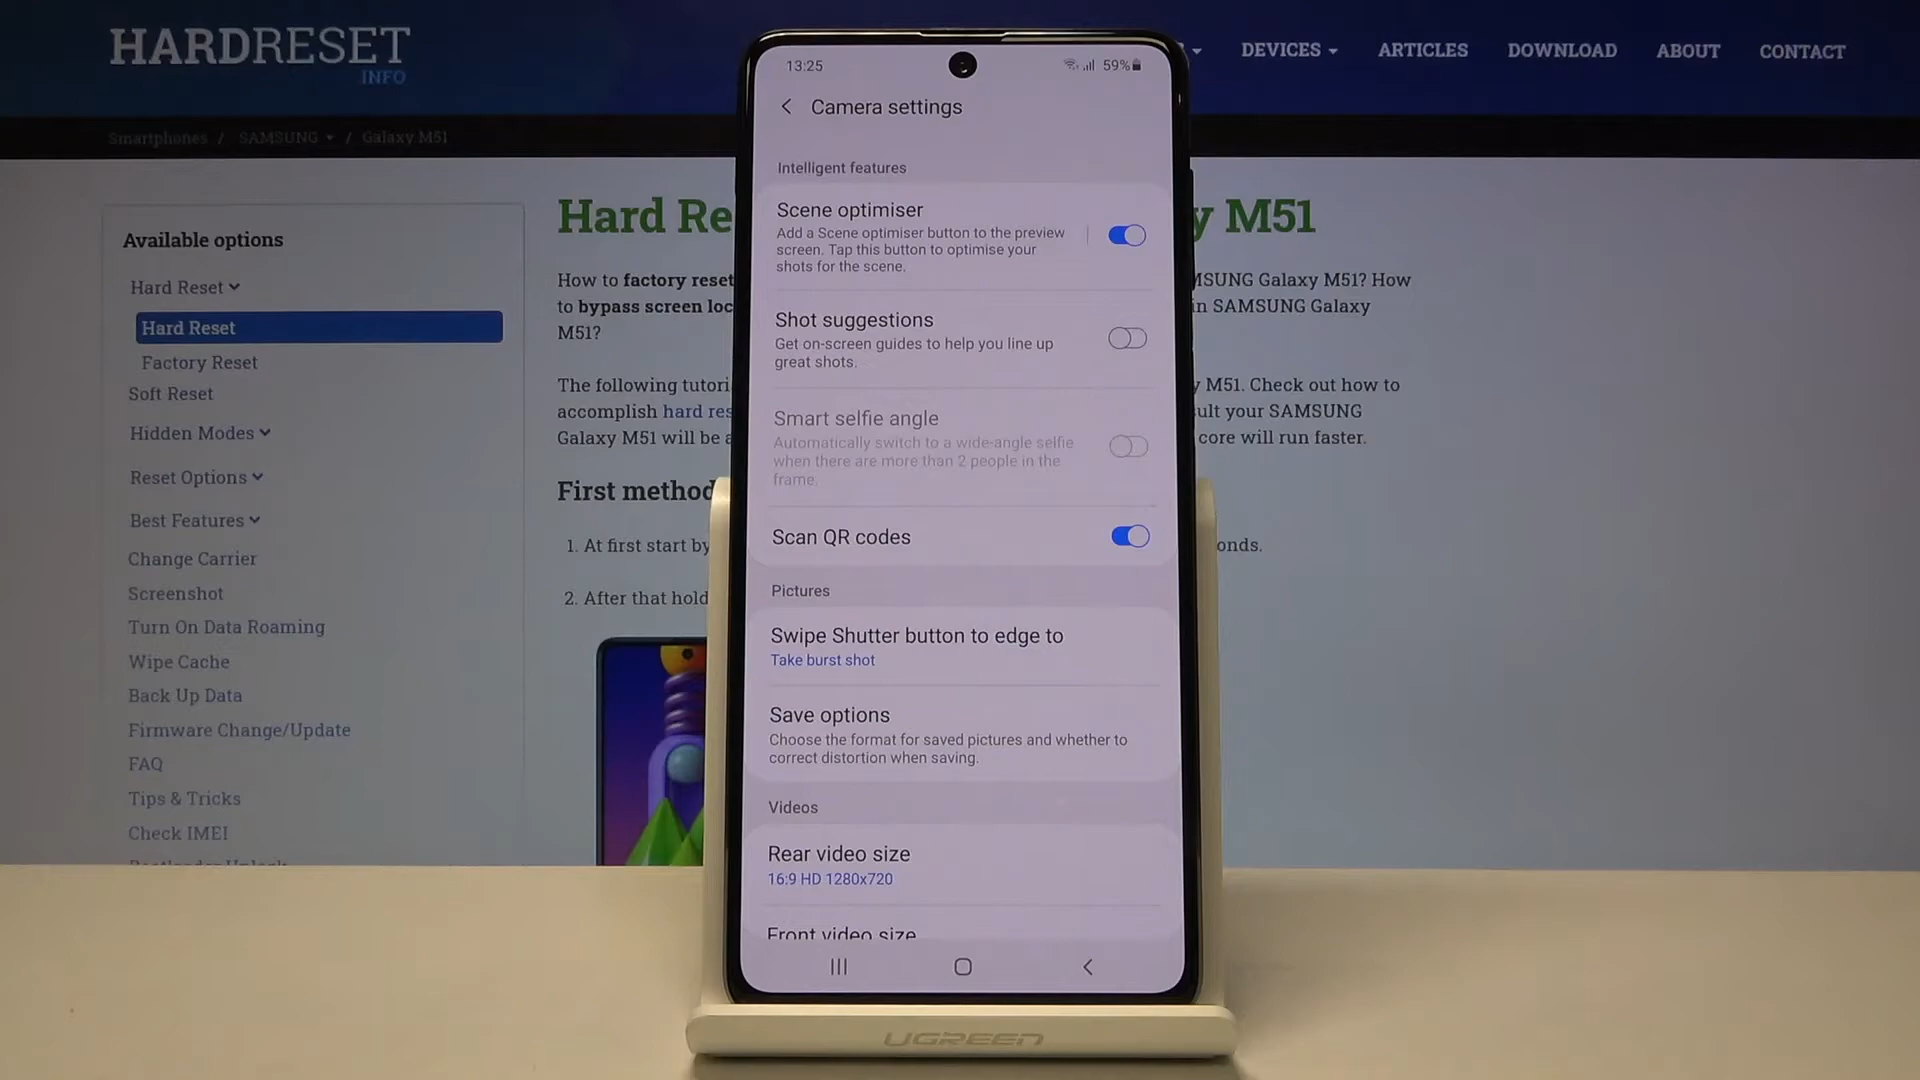 HARDRESET
INFO
DEVICES
ARTICLES
DOWNLOAD
ABOUT
CONTACT
Smartphones / SAMSUNG / Galaxy M51
Available options
Hard Reset
Hard Reset
Factory Reset
Soft Reset
Hidden Modes
Reset Options
Best Features
Change Carrier
Screenshot
Turn On Data Roaming
Wipe Cache
Back Up Data
Firmware Change/Update
FAQ
Tips & Tricks
Check IMEI
Hard Re
y M51
How to factory reset
SUNG Galaxy M51? How
to bypass screen loc
in SAMSUNG Galaxy
M51?
The following tutori
M51. Check out how to
accomplish hard res
ult your SAMSUNG
Galaxy M51 will be a
core will run faster.
First method
1. At first start by
onds.
2. After that hold
13:25
59%
Camera settings
Intelligent features
Scene optimiser
Add a Scene optimiser button to the preview
screen. Tap this button to optimise your
shots for the scene.
Shot suggestions
Get on-screen guides to help you line up
great shots.
Smart selfie angle
Automatically switch to a wide-angle selfie
when there are more than 2 people in the
frame.
Scan QR codes
Pictures
Swipe Shutter button to edge to
Take burst shot
Save options
Choose the format for saved pictures and whether to
correct distortion when saving.
Videos
Rear video size
16:9 HD 1280x720
Front video size
UGREEN